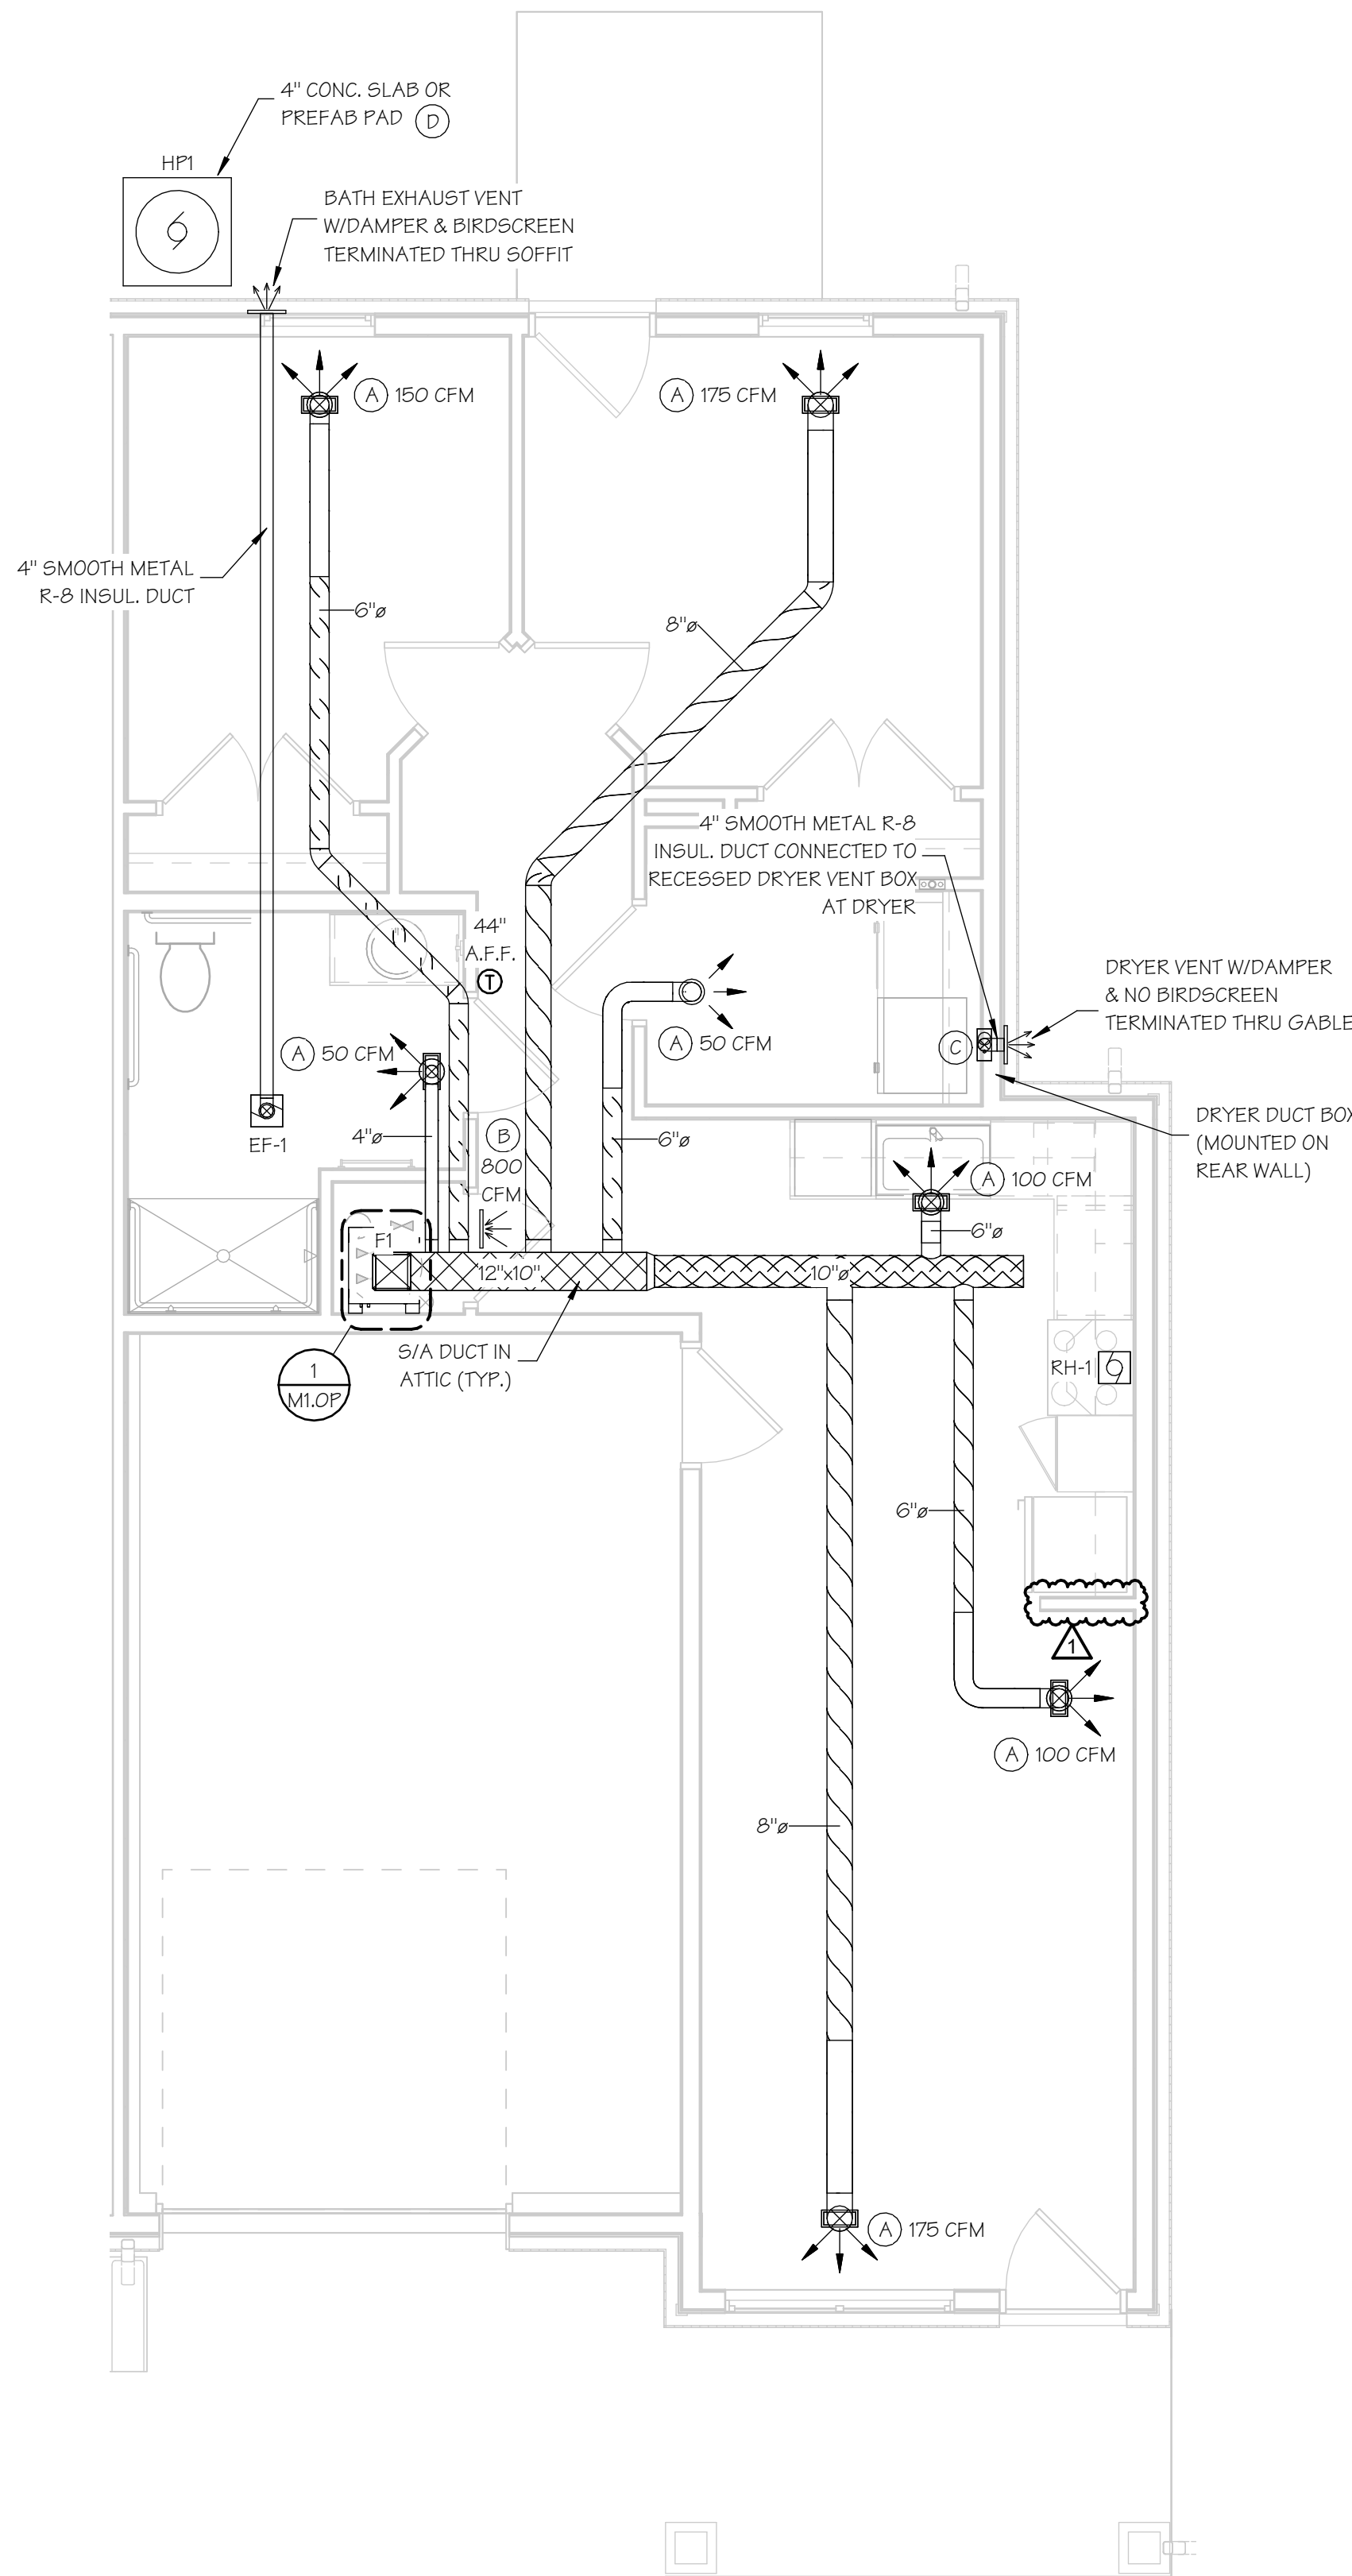 4" CONC. SLAB OR
PREFAB PAD D
HP1
BATH EXHAUST VENT
W/DAMPER & BIRDSCREEN
TERMINATED THRU SOFFIT
A 150 CFM
A 175 CFM
4" SMOOTH METAL
R-8 INSUL. DUCT
6"ø
8"ø
4" SMOOTH METAL R-8
INSUL. DUCT CONNECTED TO
RECESSED DRYER VENT BOX
AT DRYER
44"
A.F.F.
T
DRYER VENT W/DAMPER
& NO BIRDSCREEN
TERMINATED THRU GABLE
A 50 CFM
A 50 CFM
C
DRYER DUCT BOX
(MOUNTED ON
REAR WALL)
EF-1
4"ø
B
800
CFM
6"ø
A 100 CFM
6"ø
F1
12"x10"
10"ø
S/A DUCT IN
ATTIC (TYP.)
1
M1.0P
RH-1
6"ø
1
A 100 CFM
8"ø
A 175 CFM